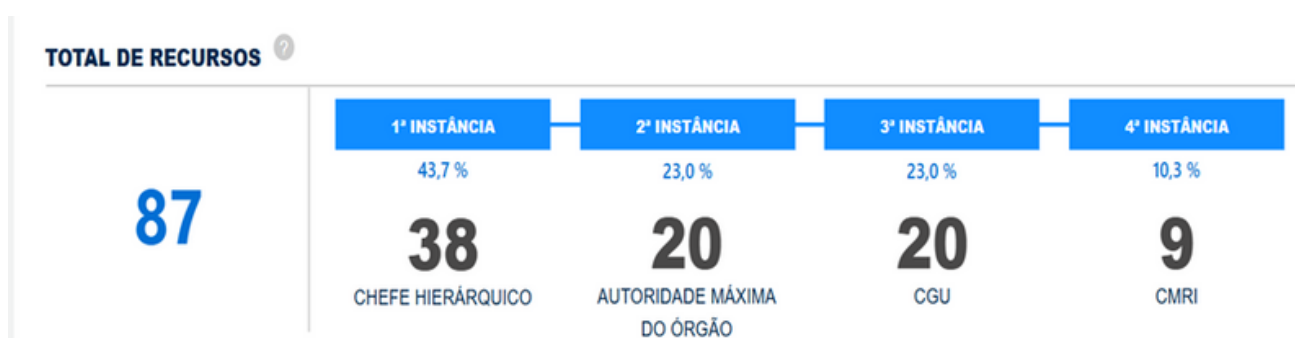 TOTAL DE RECURSOS ?
1ª INSTÂNCIA 2ª INSTÂNCIA 3ª INSTÂNCIA 4ª INSTÂNCIA
43,7 % 23,0 % 23,0 % 10,3 %
87 38 20 20 9
CHEFE HIERÁRQUICO AUTORIDADE MÁXIMA CGU CMRI
DO ÓRGÃO